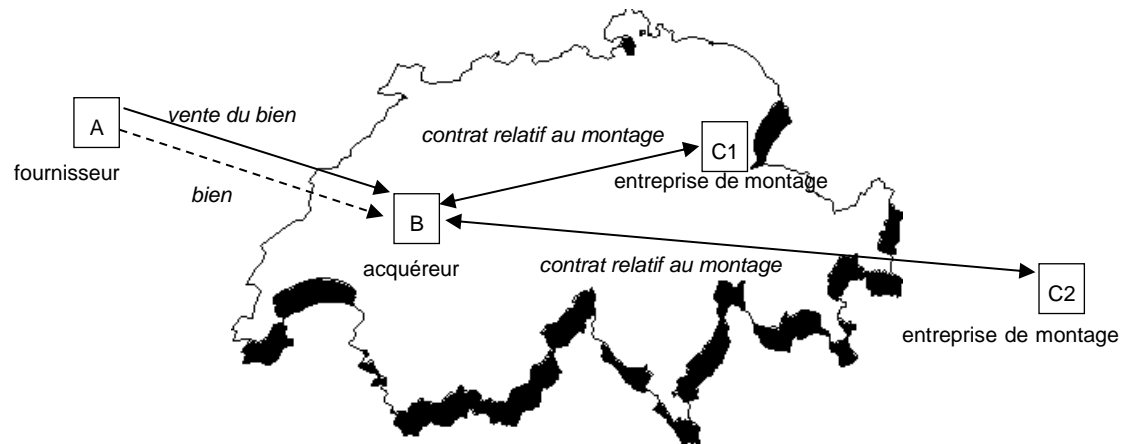 A
fournisseur
vente du bien
bien
B
acquéreur
contrat relatif au montage
C1
entreprise de montage
contrat relatif au montage
C2
entreprise de montage